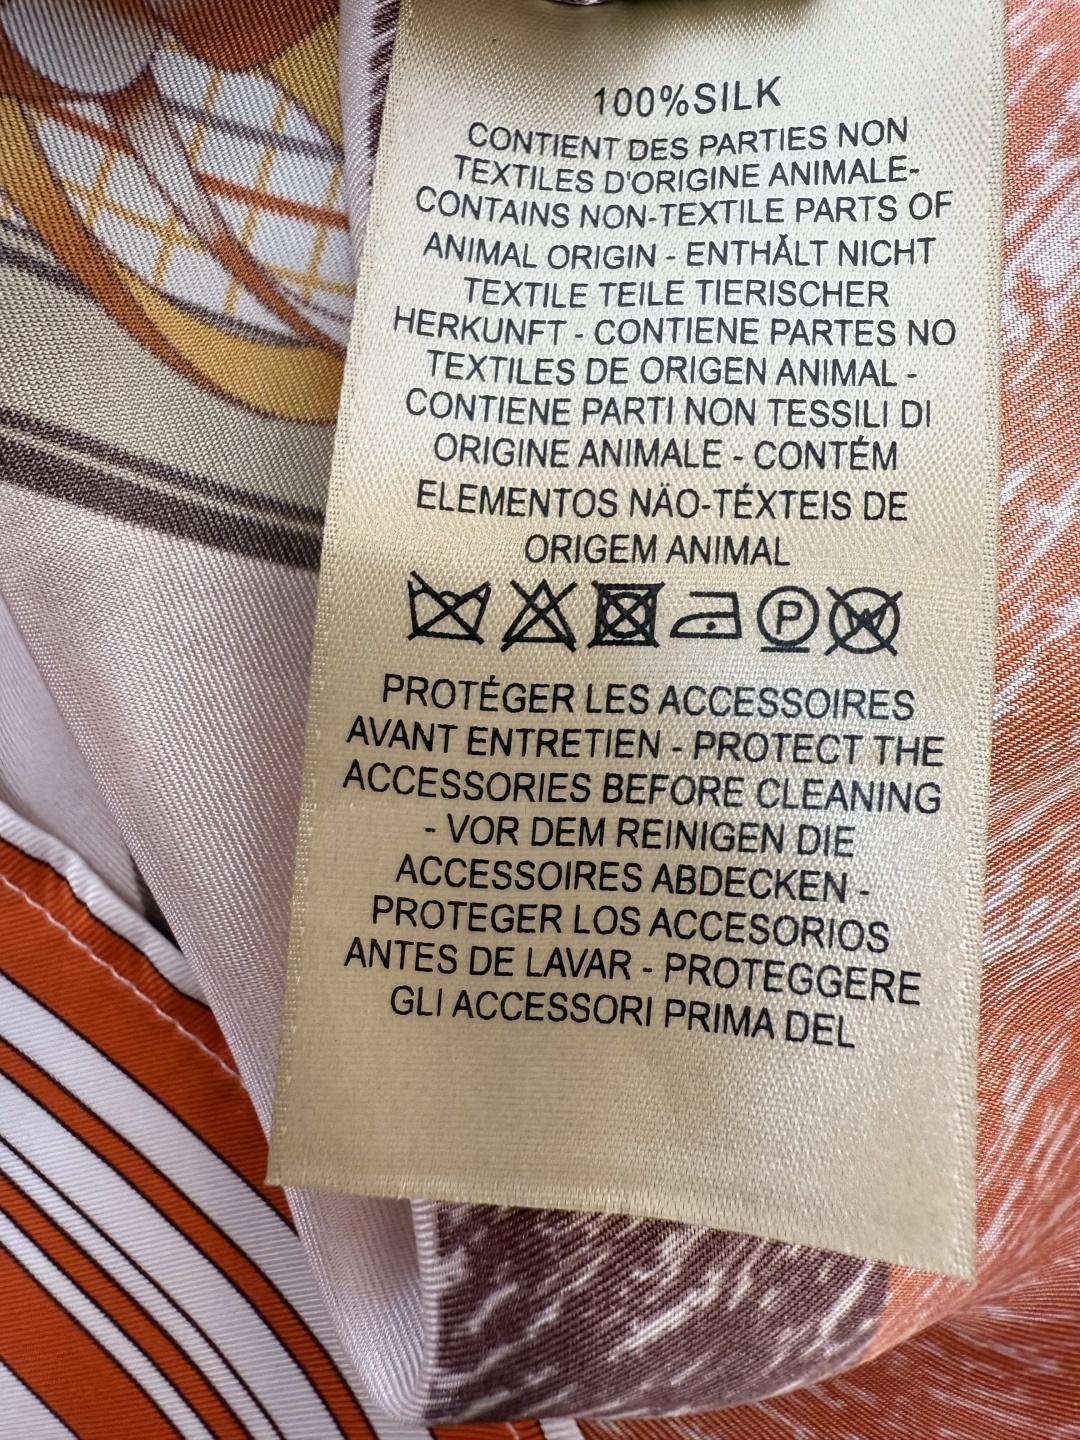 100%SILK
CONTIENT DES PARTIES NON
TEXTILES D'ORIGINE ANIMALE-
CONTAINS NON-TEXTILE PARTS OF
ANIMAL ORIGIN - ENTHĂLT NICHT
TEXTILE TEILE TIERISCHER
HERKUNFT - CONTIENE PARTES NO
TEXTILES DE ORIGEN ANIMAL -
CONTIENE PARTI NON TESSILI DI
ORIGINE ANIMALE - CONTÉM
ELEMENTOS NÄO-TÉXTEIS DE
ORIGEM ANIMAL
P W
PROTÉGER LES ACCESSOIRES
AVANT ENTRETIEN - PROTECT THE
ACCESSORIES BEFORE CLEANING
- VOR DEM REINIGEN DIE
ACCESSOIRES ABDECKEN -
PROTEGER LOS ACCESORIOS
ANTES DE LAVAR - PROTEGGERE
GLI ACCESSORI PRIMA DEL